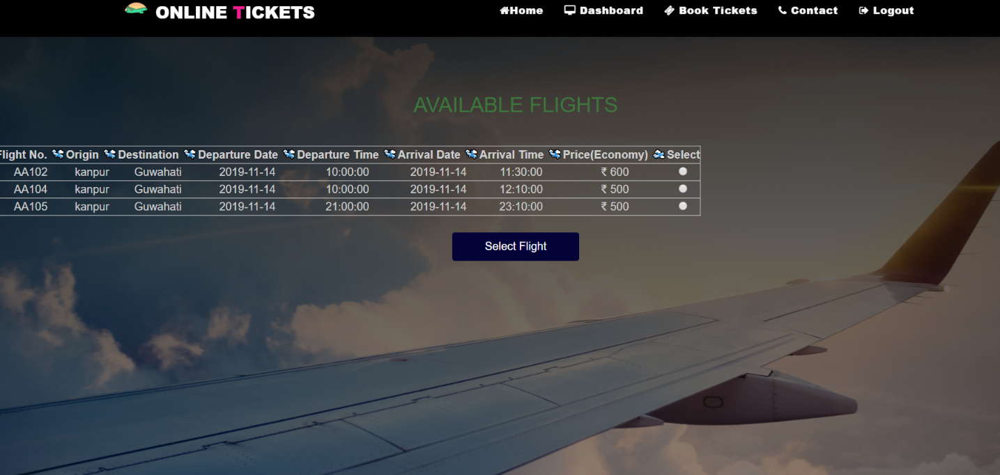 ONLINE TICKETS
Home Dashboard Book Tickets Contact Logout
AVAILABLE FLIGHTS
Flight No. Origin Destination Departure Date Departure Time Arrival Date Arrival Time Price(Economy) Select
AA102 kanpur Guwahati 2019-11-14 10:00:00 2019-11-14 11:30:00 ₹ 600
AA104 kanpur Guwahati 2019-11-14 10:00:00 2019-11-14 12:10:00 ₹ 500
AA105 kanpur Guwahati 2019-11-14 21:00:00 2019-11-14 23:10:00 ₹ 500
Select Flight